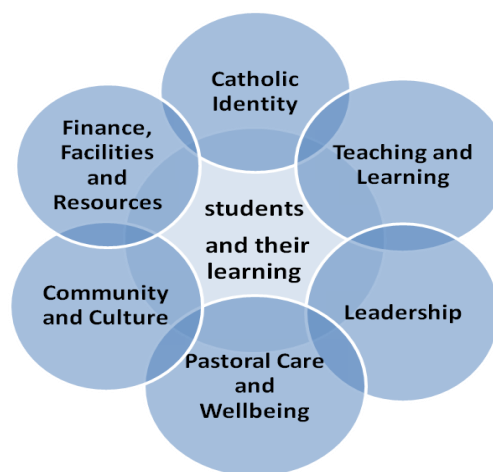 Catholic
Identity
Teaching and
Learning
Leadership
Pastoral Care
and
Wellbeing
Community
and Culture
Finance,
Facilities
and
Resources
students
and their
learning